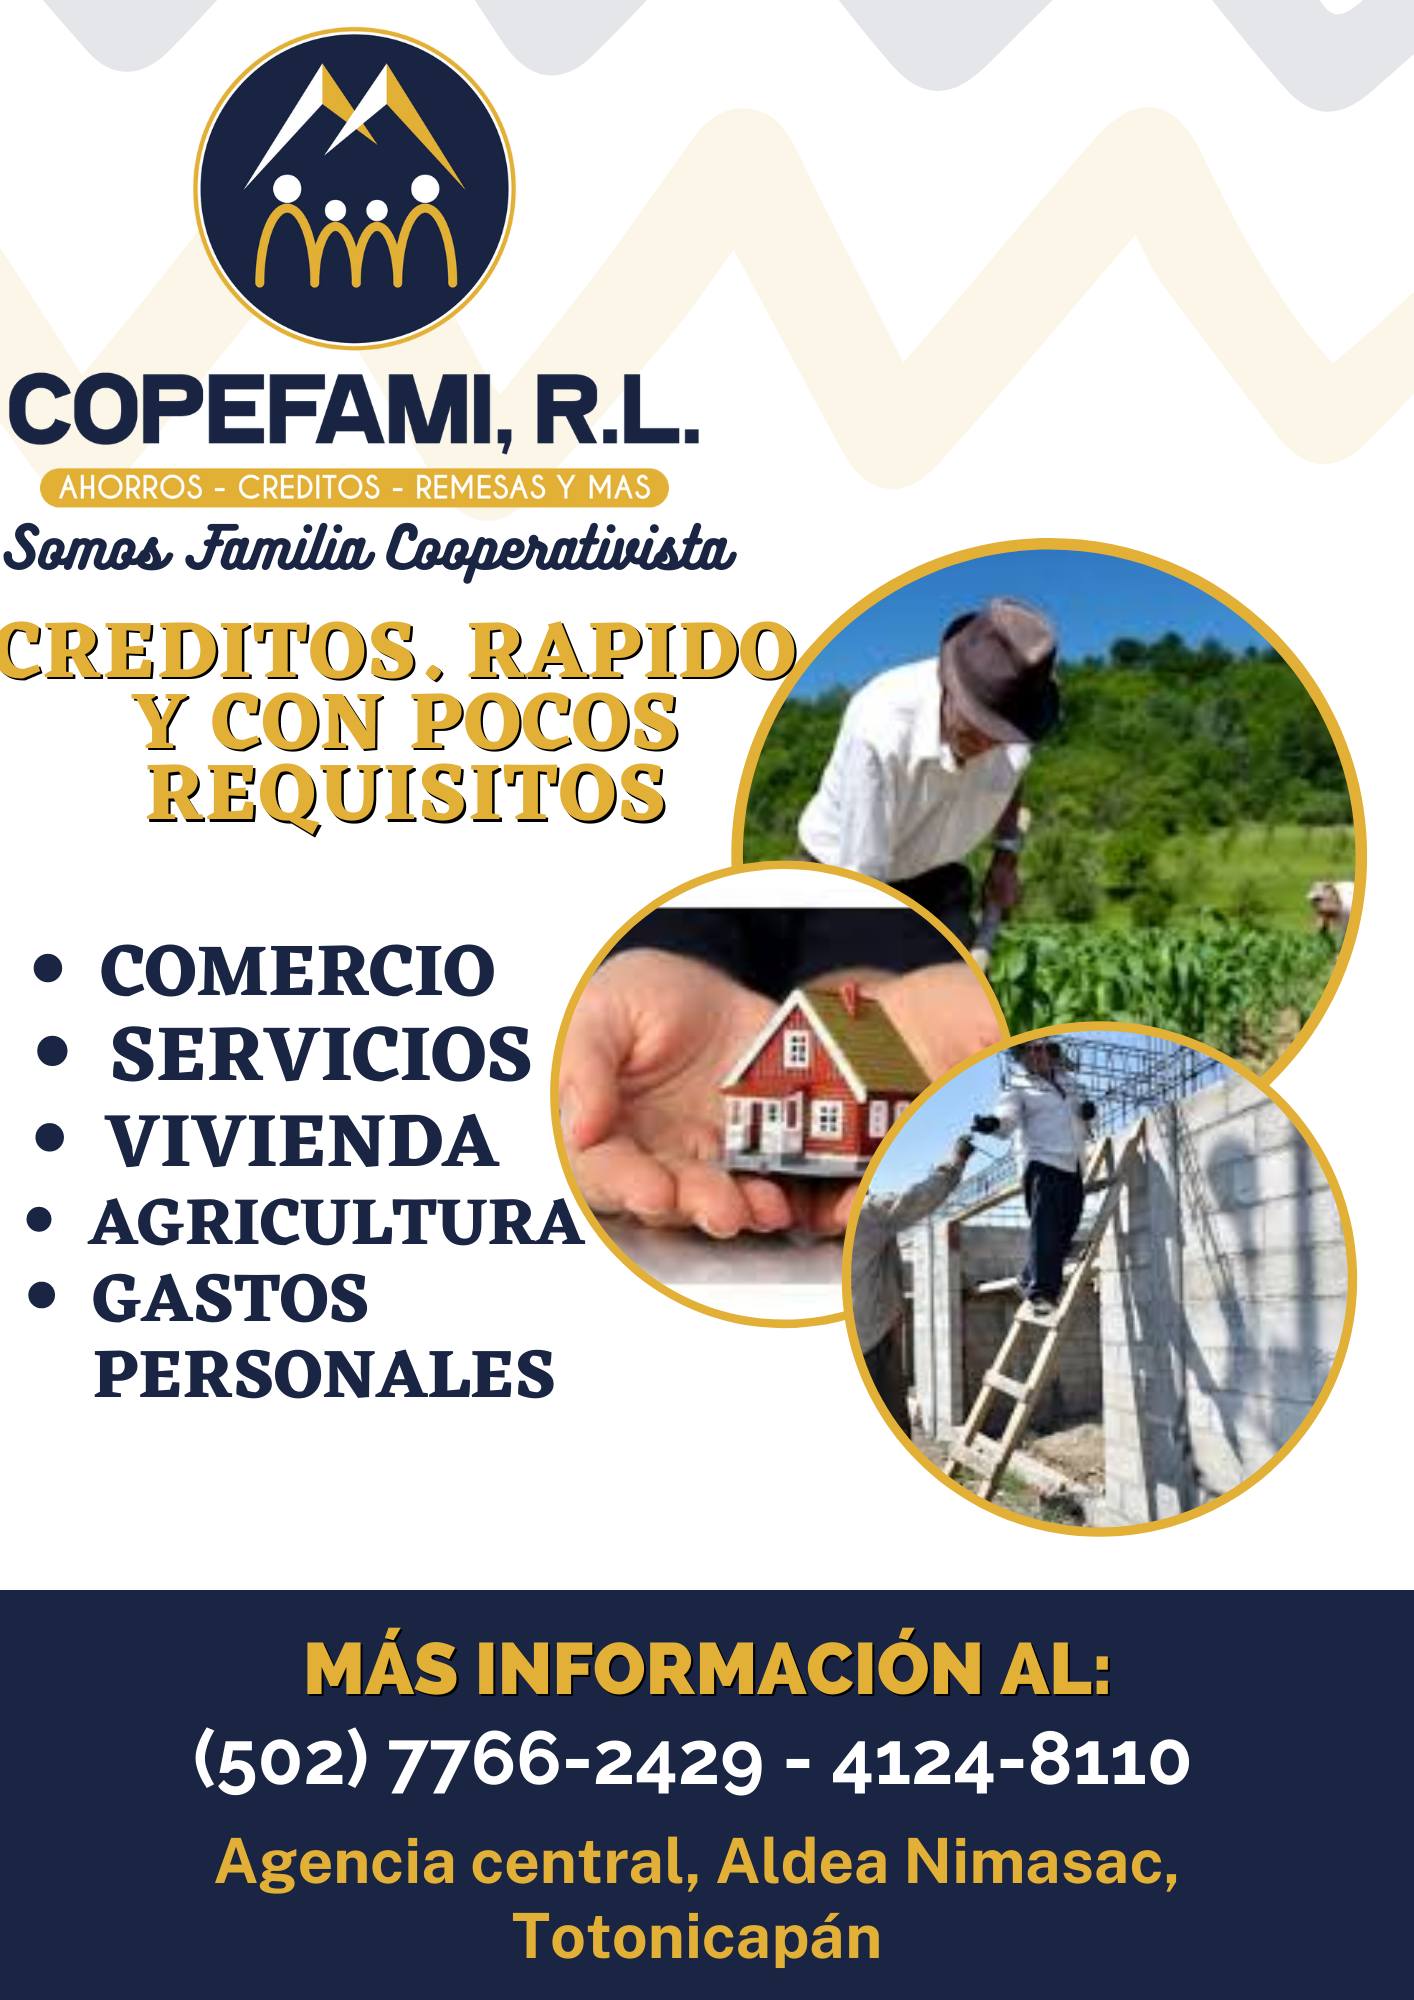 COPEFAMI, R.L.
AHORROS - CREDITOS - REMESAS Y MAS
Somos Familia Cooperativista
CREDITOS. RAPIDO
Y CON POCOS
REQUISITOS
• COMERCIO
• SERVICIOS
• VIVIENDA
• AGRICULTURA
• GASTOS
PERSONALES
MÁS INFORMACIÓN AL:
(502) 7766-2429 - 4124-8110
Agencia central, Aldea Nimasac,
Totonicapán